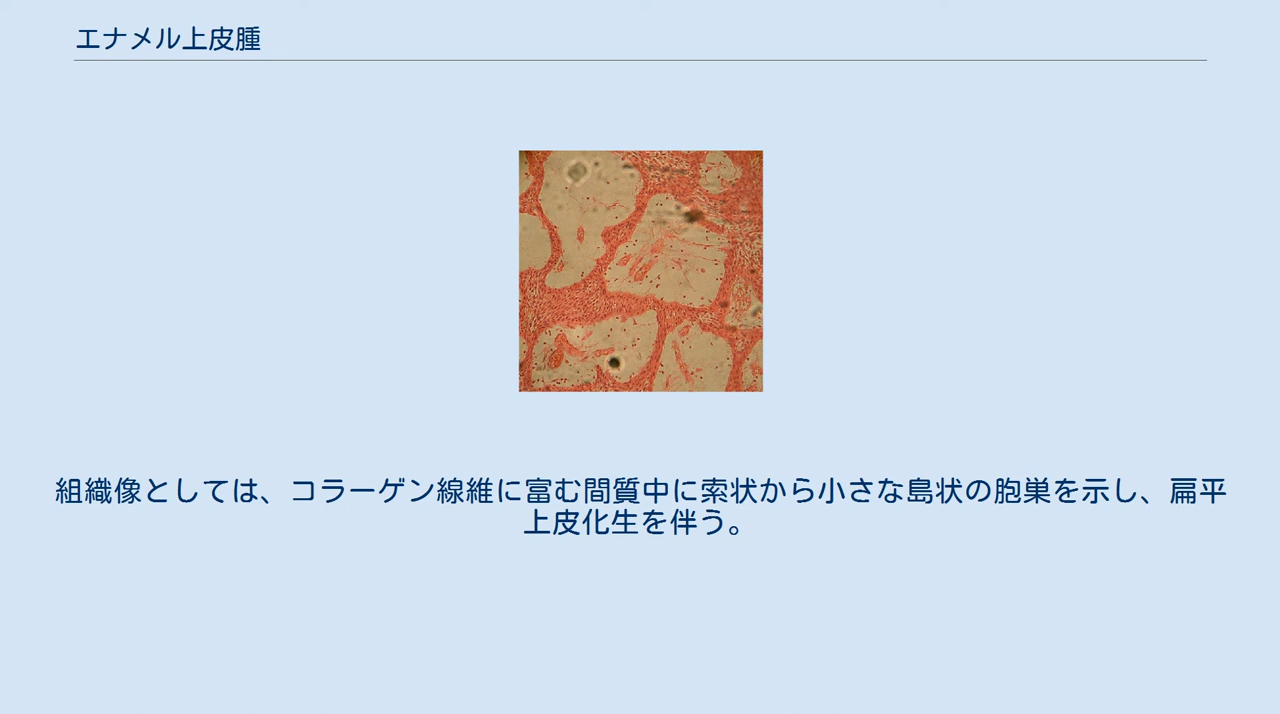 エナメル上皮腫
組織像としては、コラーゲン線維に富む間質中に索状から小さな島状の胞巣を示し、扁平
上皮化生を伴う。